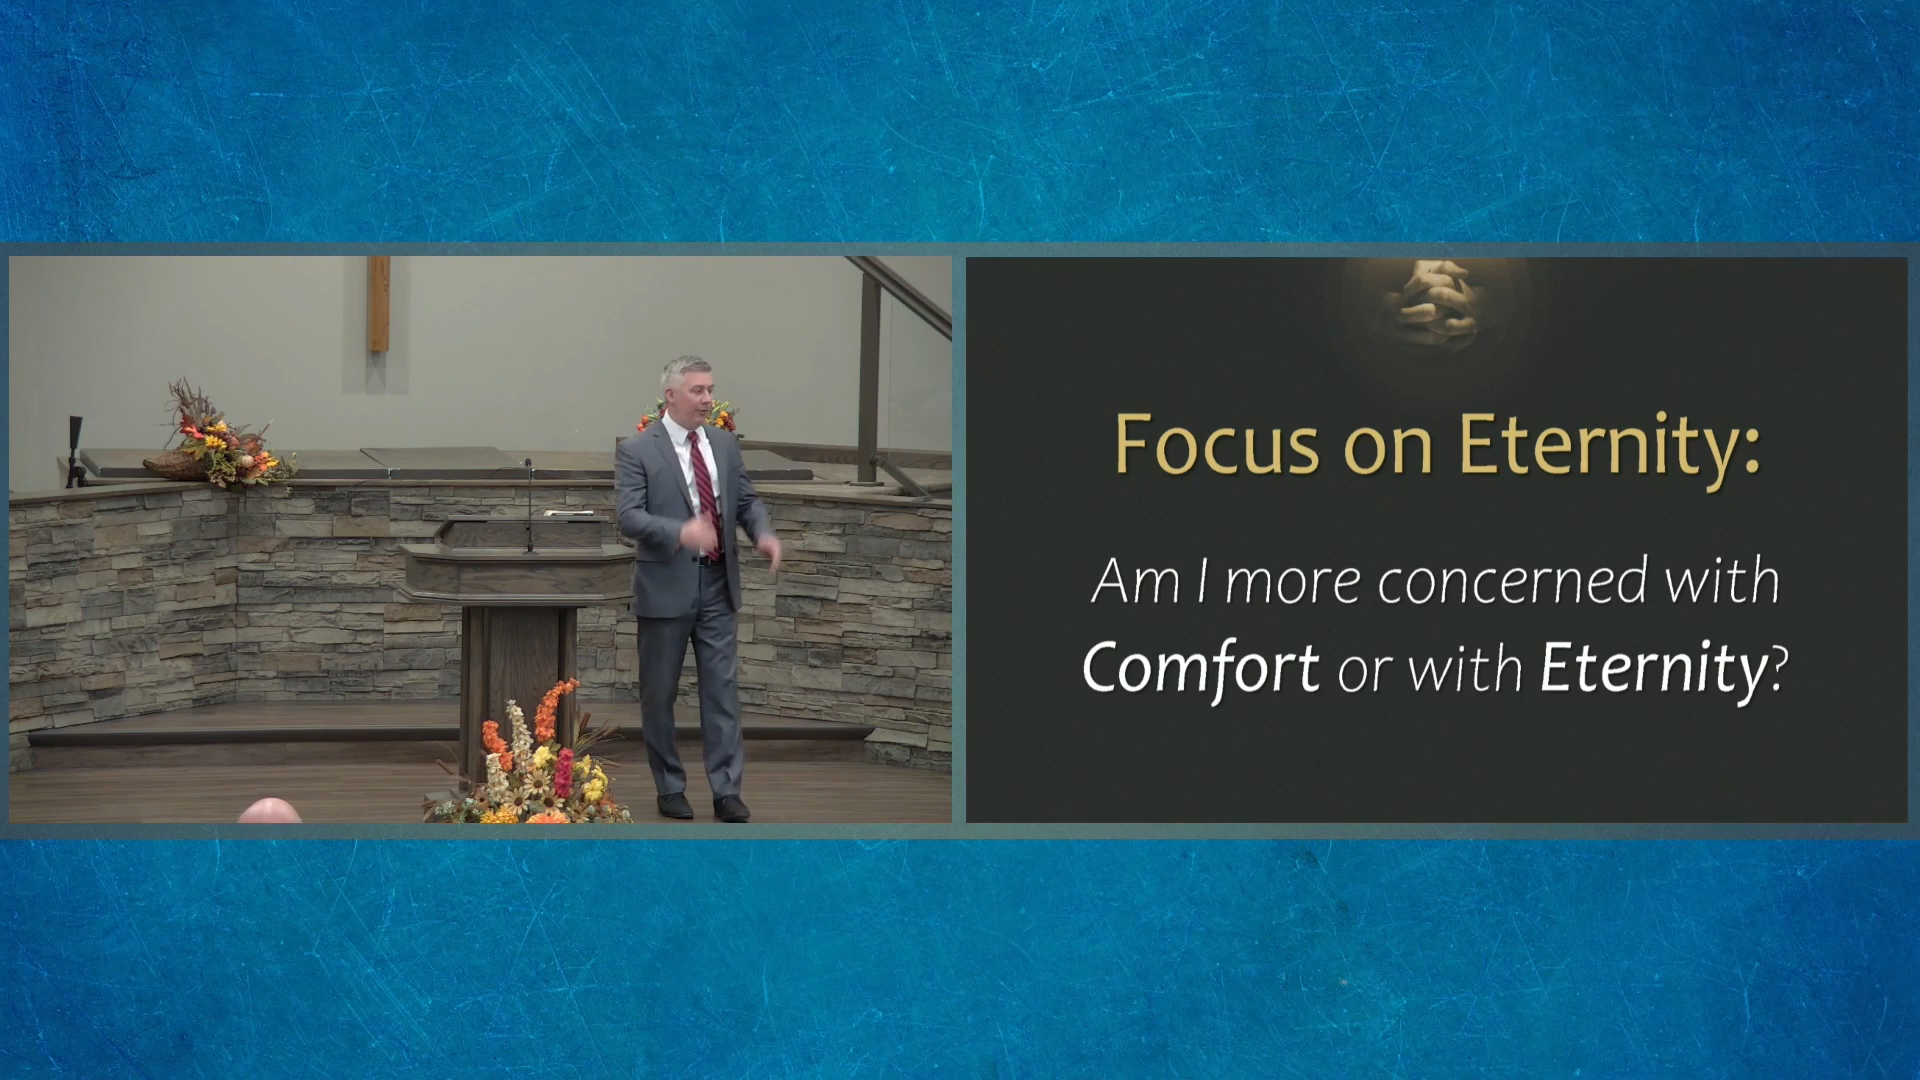 Focus on Eternity:
Am I more concerned with
Comfort or with Eternity?